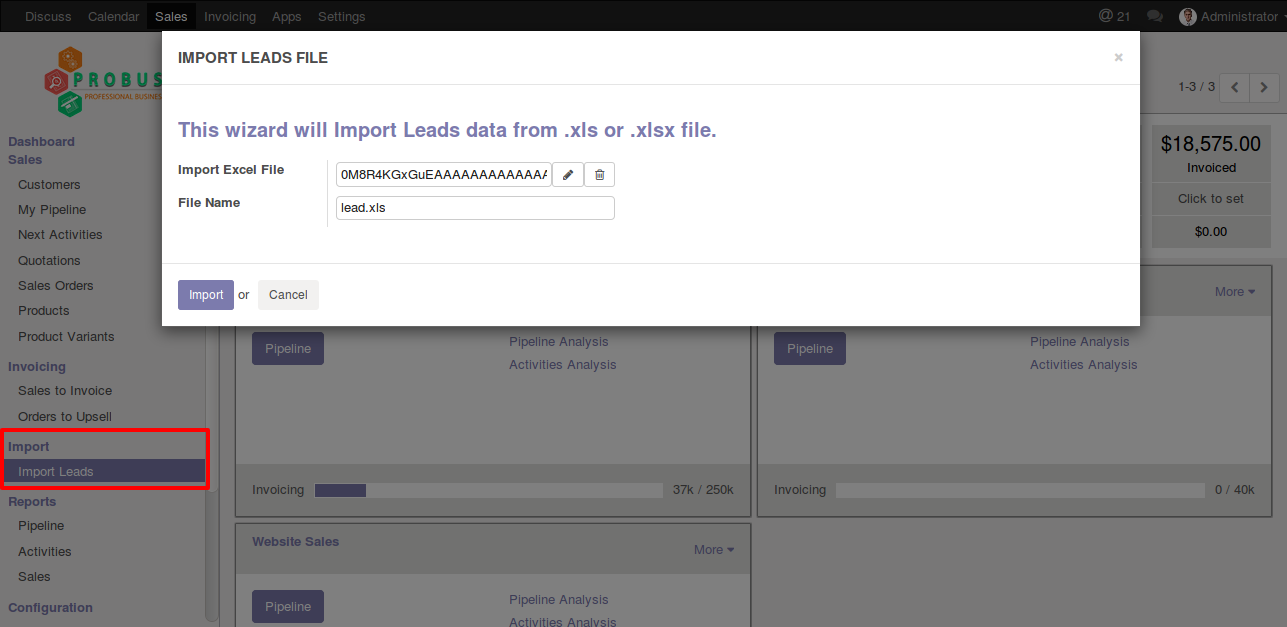 Discuss Calendar Sales Invoicing Apps Settings @ 21 Administrator
PROBUS
PROFESSIONAL BUSINE
IMPORT LEADS FILE ×
This wizard will Import Leads data from .xls or .xlsx file.
Import Excel File 0M8R4KGxGuEAAAAAAAAAAAAA
File Name lead.xls
Import or Cancel
1-3 / 3
$18,575.00
Invoiced
Click to set
$0.00
Dashboard
Sales
Customers
My Pipeline
Next Activities
Quotations
Sales Orders
Products
Product Variants
Invoicing
Sales to Invoice
Orders to Upsell
Import
Import Leads
Reports
Pipeline
Activities
Sales
Configuration
Pipeline
Pipeline Analysis
Activities Analysis
Invoicing 37k / 250k
More
Pipeline
Pipeline Analysis
Activities Analysis
Invoicing 0 / 40k
Website Sales
More
Pipeline
Pipeline Analysis
Activities Analysis